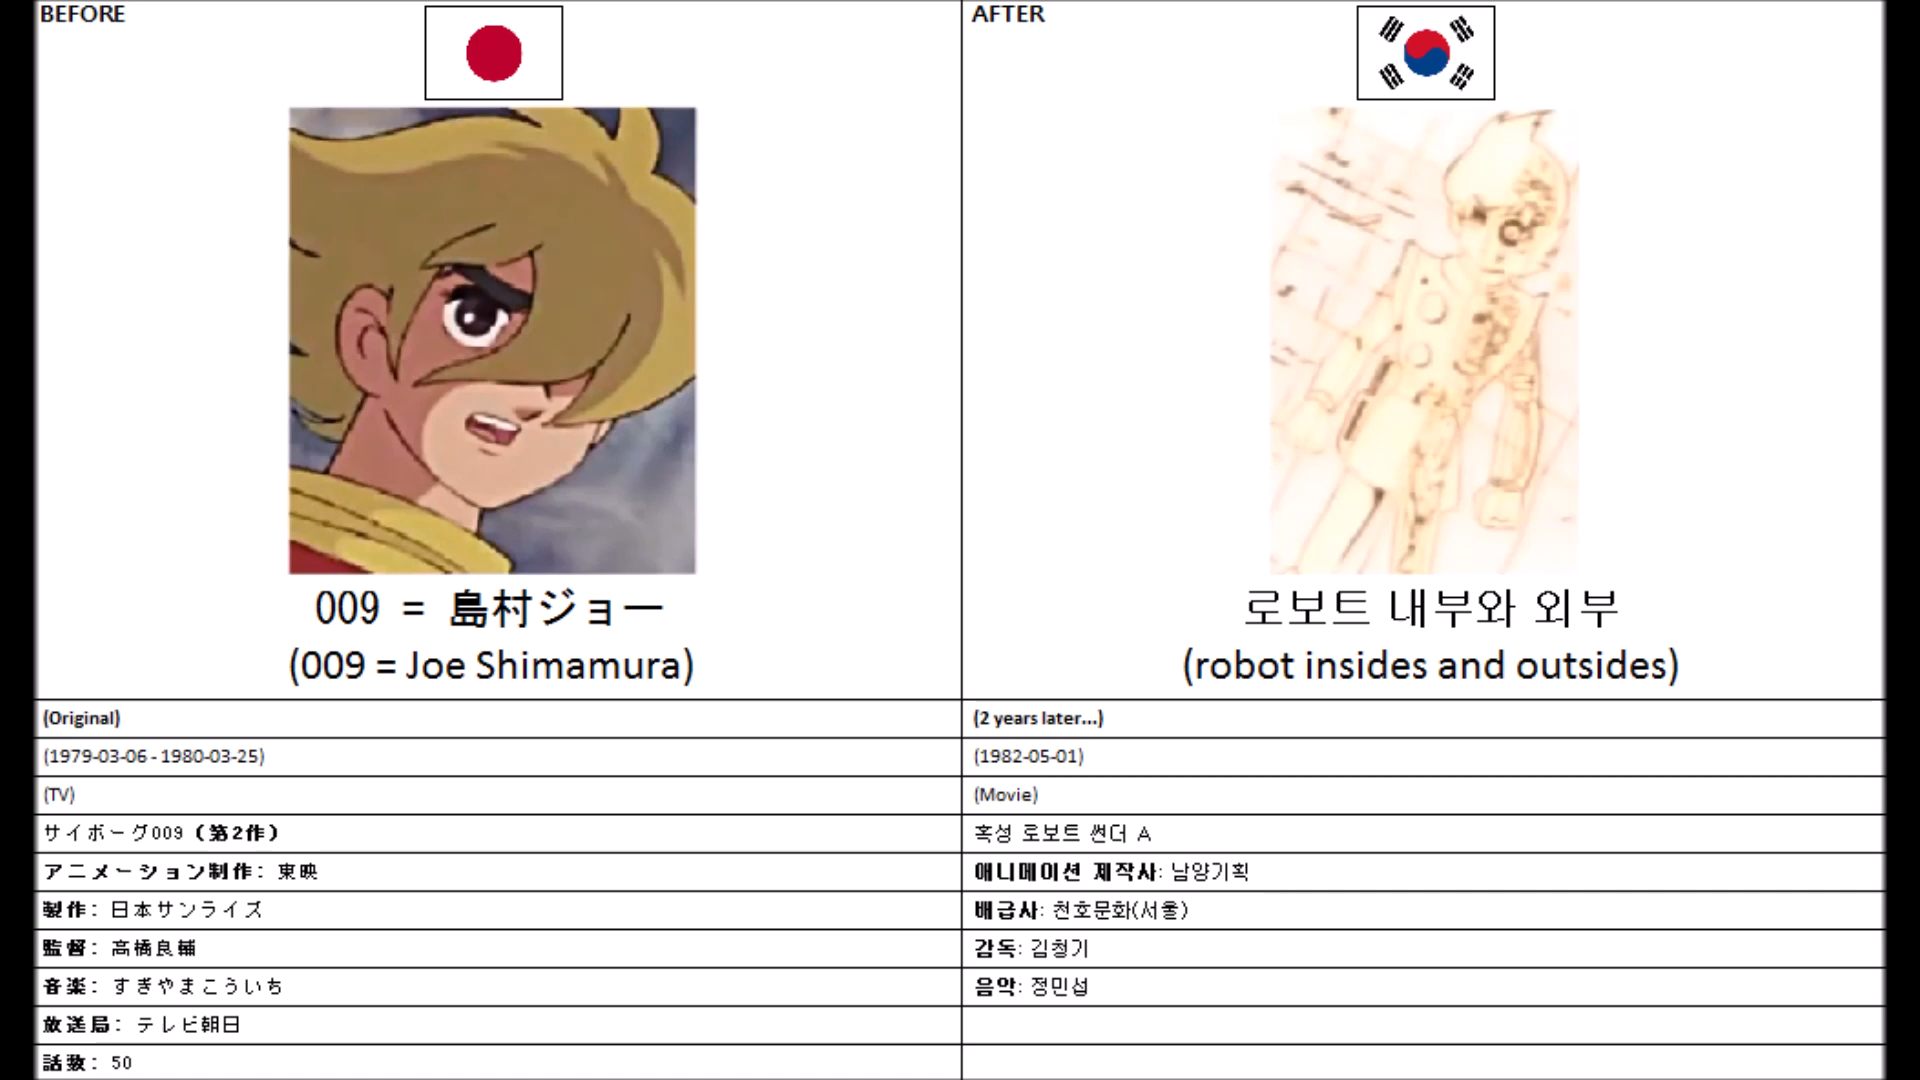 BEFORE
009 = 島村ジョー
(009 = Joe Shimamura)
(Original)
(1979-03-06 - 1980-03-25)
(TV)
サイボーグ009（第2作）
アニメーション制作: 東映
製作: 日本サンライズ
監督: 高橋良輔
音楽: すぎやまこういち
放送局: テレビ朝日
話数: 50
AFTER
로보트 내부와 외부
(robot insides and outsides)
(2 years later...)
(1982-05-01)
(Movie)
혹성 로보트 썬더 A
애니메이션 제작사: 남양기획
배급사: 천호문화(서울)
감독: 김청기
음악: 정민섭